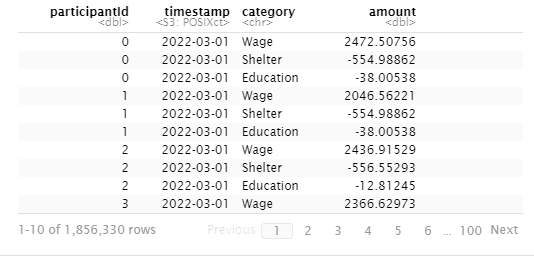 participantId timestamp category amount
<dbl> <S3: POSIXct> <chr> <dbl>
0 2022-03-01 Wage 2472.50756
0 2022-03-01 Shelter -554.98862
0 2022-03-01 Education -38.00538
1 2022-03-01 Wage 2046.56221
1 2022-03-01 Shelter -554.98862
1 2022-03-01 Education -38.00538
2 2022-03-01 Wage 2436.91529
2 2022-03-01 Shelter -556.55293
2 2022-03-01 Education -12.81245
3 2022-03-01 Wage 2366.62973
1-10 of 1,856,330 rows Previous 1 2 3 4 5 6 ... 100 Next